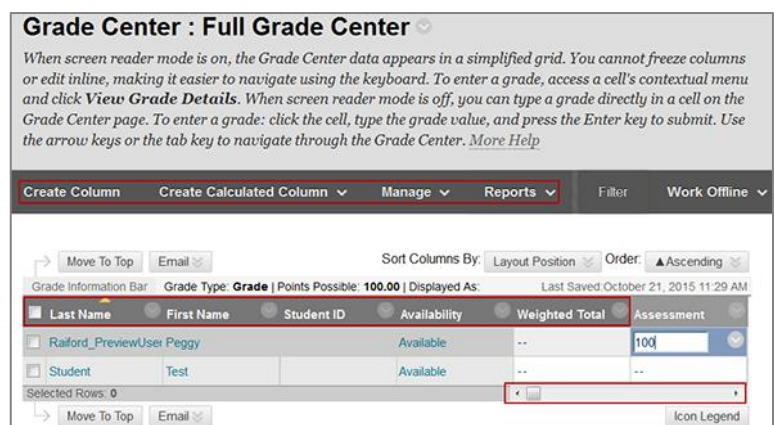 Grade Center : Full Grade Center
When screen reader mode is on, the Grade Center data appears in a simplified grid. You cannot freeze columns
or edit inline, making it easier to navigate using the keyboard. To enter a grade, access a cell's contextual menu
and click View Grade Details. When screen reader mode is off, you can type a grade directly in a cell on the
Grade Center page. To enter a grade: click the cell, type the grade value, and press the Enter key to submit. Use
the arrow keys or the tab key to navigate through the Grade Center. More Help
Create Column Create Calculated Column Manage Reports Filter Work Offline
Move To Top Email Sort Columns By: Layout Position Order: ▲Ascending
Grade Information Bar Grade Type: Grade | Points Possible: 100.00 | Displayed As: Last Saved:October 21, 2015 11:29 AM
Last Name First Name Student ID Availability Weighted Total Assessment
Raiford_PreviewUser Peggy Available -- 100
Student Test Available -- --
Selected Rows: 0
Move To Top Email Icon Legend